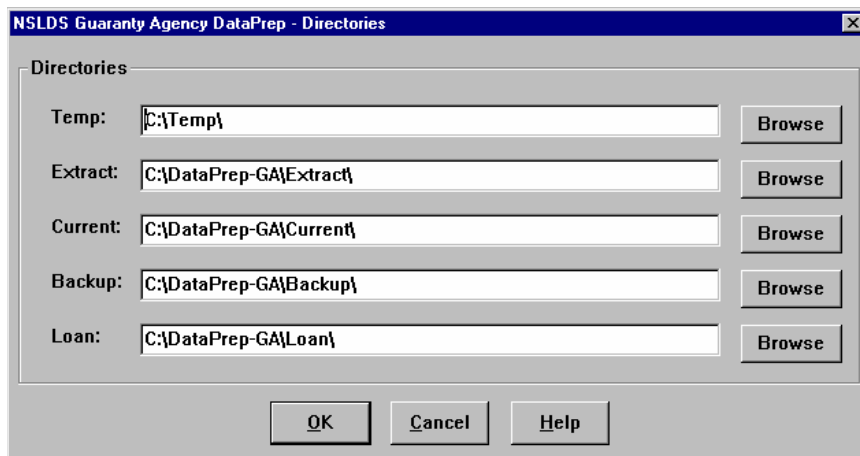 NSLDS Guaranty Agency DataPrep - Directories
Directories
Temp: C:\Temp\ Browse
Extract: C:\DataPrep-GA\Extract\ Browse
Current: C:\DataPrep-GA\Current\ Browse
Backup: C:\DataPrep-GA\Backup\ Browse
Loan: C:\DataPrep-GA\Loan\ Browse
OK Cancel Help